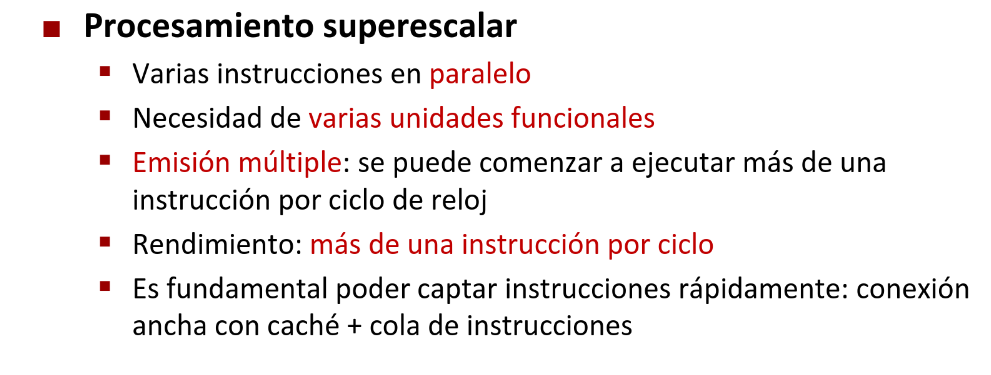 Procesamiento superescalar
Varias instrucciones en paralelo
Necesidad de varias unidades funcionales
Emisión múltiple: se puede comenzar a ejecutar más de una
instrucción por ciclo de reloj
Rendimiento: más de una instrucción por ciclo
Es fundamental poder captar instrucciones rápidamente: conexión
ancha con caché + cola de instrucciones